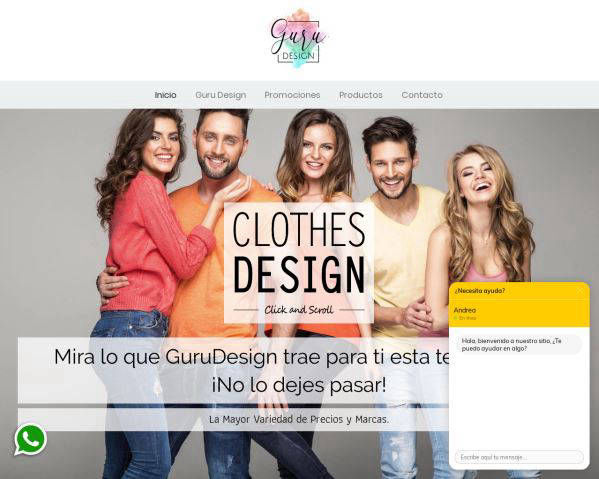 Guru
DESIGN
Inicio Guru Design Promociones Productos Contacto
CLOTHES
DESIGN
Click and Scroll
Mira lo que GuruDesign trae para ti esta
¡No lo dejes pasar!
La Mayor Variedad de Precios y Marcas.
¿Necesita ayuda?
Andrea
En línea
Hola, bienvenido a nuestro sitio, ¿Te
puedo ayudar en algo?
Escribe aquí tu mensaje...